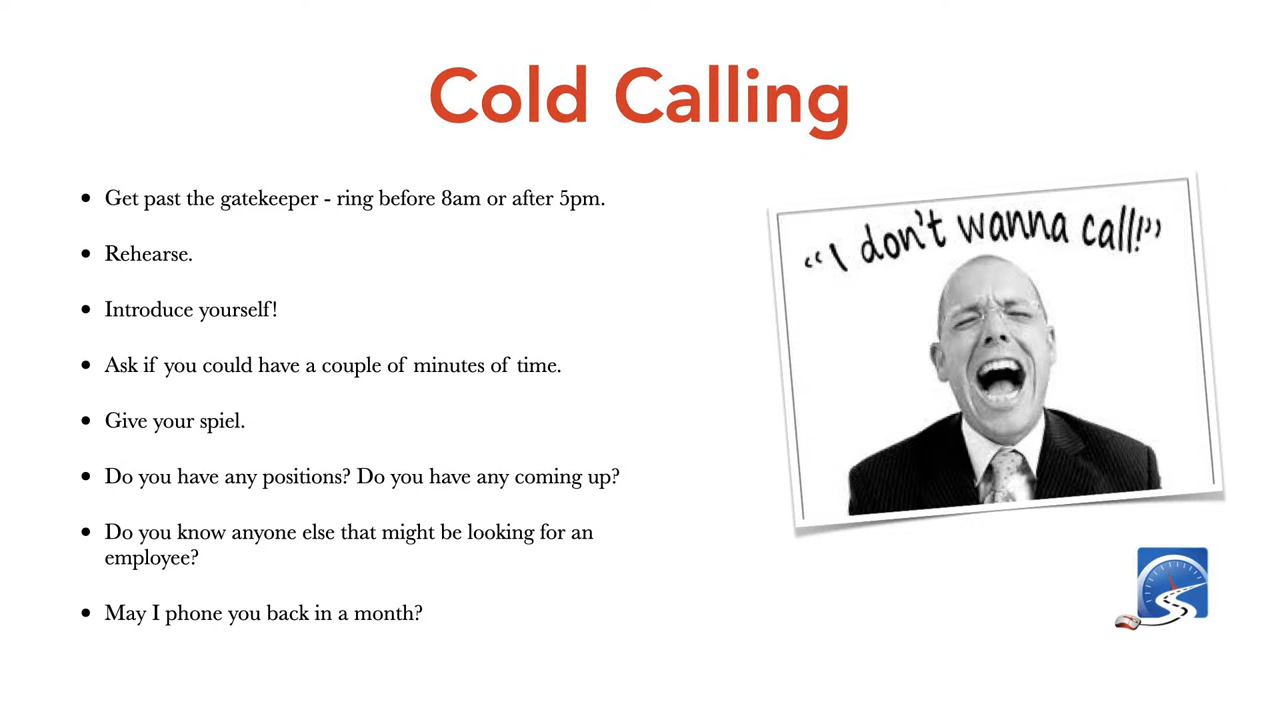 Cold Calling
• Get past the gatekeeper - ring before 8am or after 5pm.
• Rehearse.
• Introduce yourself!
• Ask if you could have a couple of minutes of time.
• Give your spiel.
• Do you have any positions? Do you have any coming up?
• Do you know anyone else that might be looking for an
employee?
• May I phone you back in a month?
“I don't wanna call!”